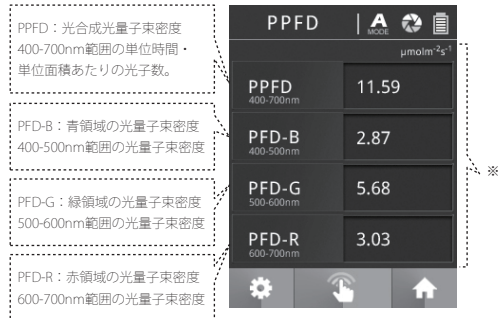 PPFD：光合成光量子束密度
400-700nm範囲の単位時間・
単位面積あたりの光子数。
PFD-B：青領域の光量子束密度
400-500nm範囲の光量子束密度
PFD-G：緑領域の光量子束密度
500-600nm範囲の光量子束密度
PFD-R：赤領域の光量子束密度
600-700nm範囲の光量子束密度
PPFD
A
MODE
μmolm⁻²s⁻¹
PPFD 11.59
400-700nm
PFD-B 2.87
400-500nm
PFD-G 5.68
500-600nm
PFD-R 3.03
600-700nm
※